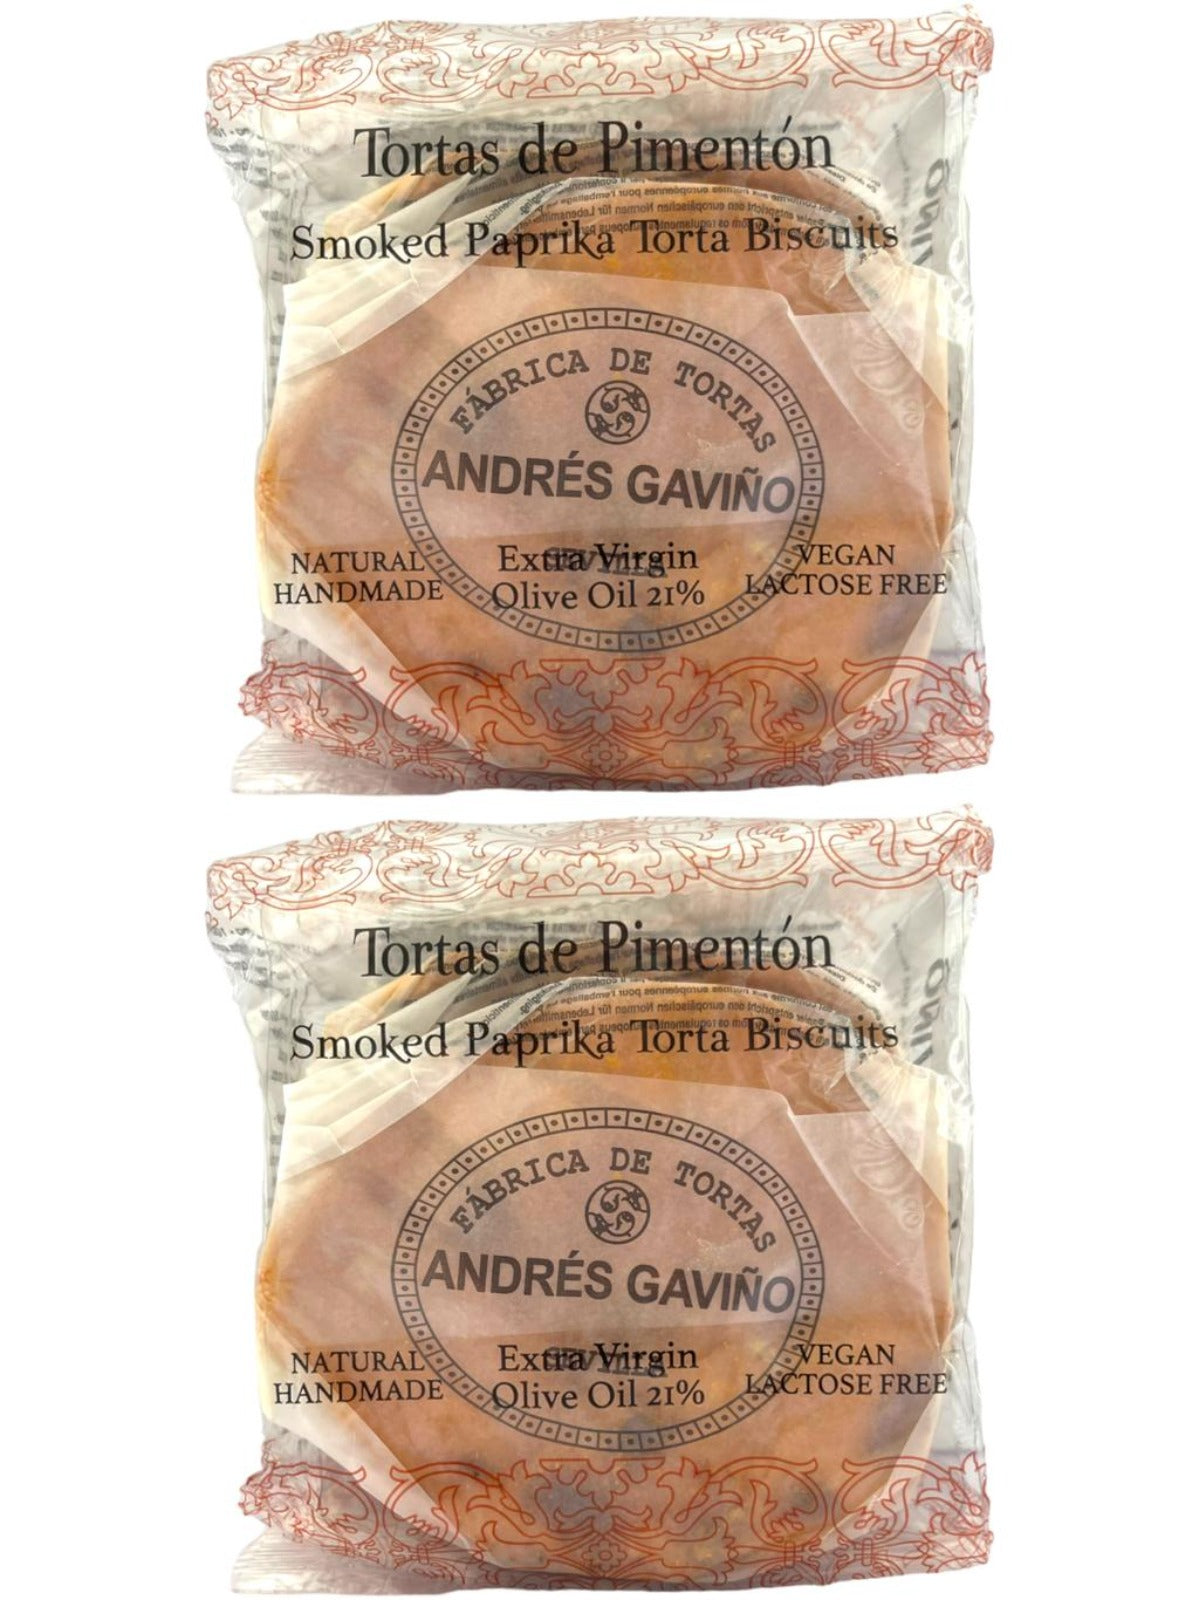 Tortas de Pimentón
Smoked Paprika Torta Biscuits
FÁBRICA DE TORTAS
ANDRÉS GAVIÑO
SEVILLA
NATURAL
HANDMADE
Extra Virgin
Olive Oil 21%
VEGAN
LACTOSE FREE
Tortas de Pimentón
Smoked Paprika Torta Biscuits
FÁBRICA DE TORTAS
ANDRÉS GAVIÑO
SEVILLA
NATURAL
HANDMADE
Extra Virgin
Olive Oil 21%
VEGAN
LACTOSE FREE